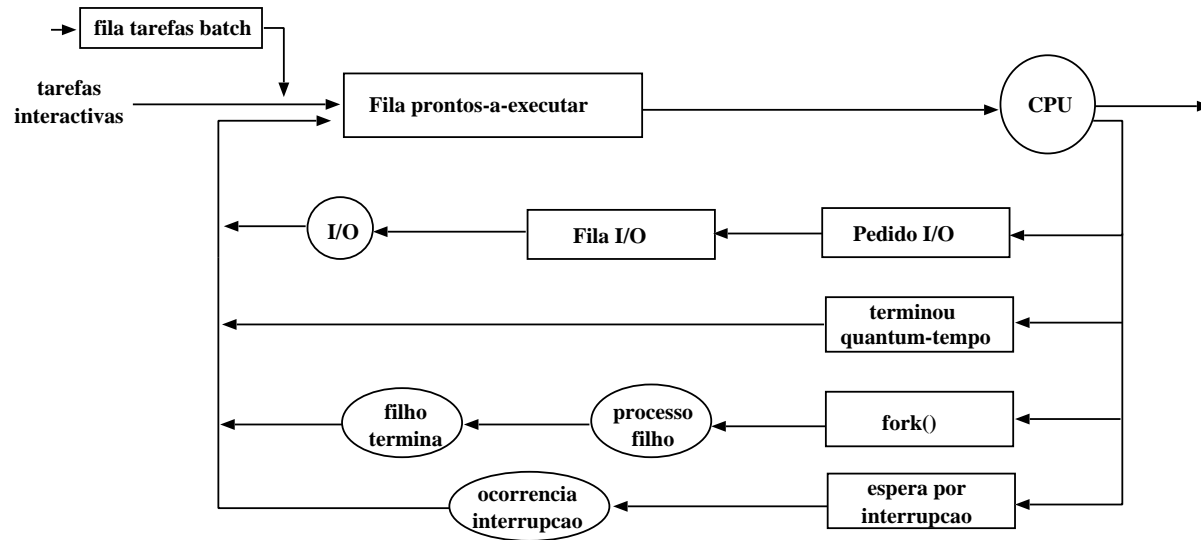 fila tarefas batch
tarefas
interactivas
Fila prontos-a-executar
CPU
I/O
Fila I/O
Pedido I/O
terminou
quantum-tempo
filho
termina
processo
filho
fork()
ocorrencia
interrupcao
espera por
interrupcao